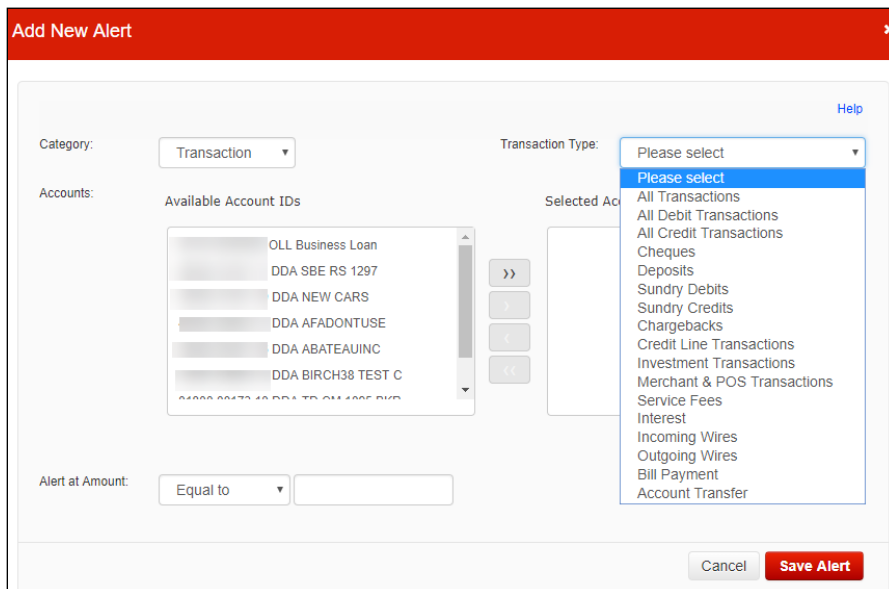 Add New Alert
Help
Category:
Transaction
Transaction Type:
Please select
Please select
All Transactions
All Debit Transactions
All Credit Transactions
Cheques
Deposits
Sundry Debits
Sundry Credits
Chargebacks
Credit Line Transactions
Investment Transactions
Merchant & POS Transactions
Service Fees
Interest
Incoming Wires
Outgoing Wires
Bill Payment
Account Transfer
Accounts:
Available Account IDs
Selected
OLL Business Loan
DDA SBE RS 1297
DDA NEW CARS
DDA AFADONTUSE
DDA ABATEAUINC
DDA BIRCH38 TEST C
Alert at Amount:
Equal to
Cancel
Save Alert